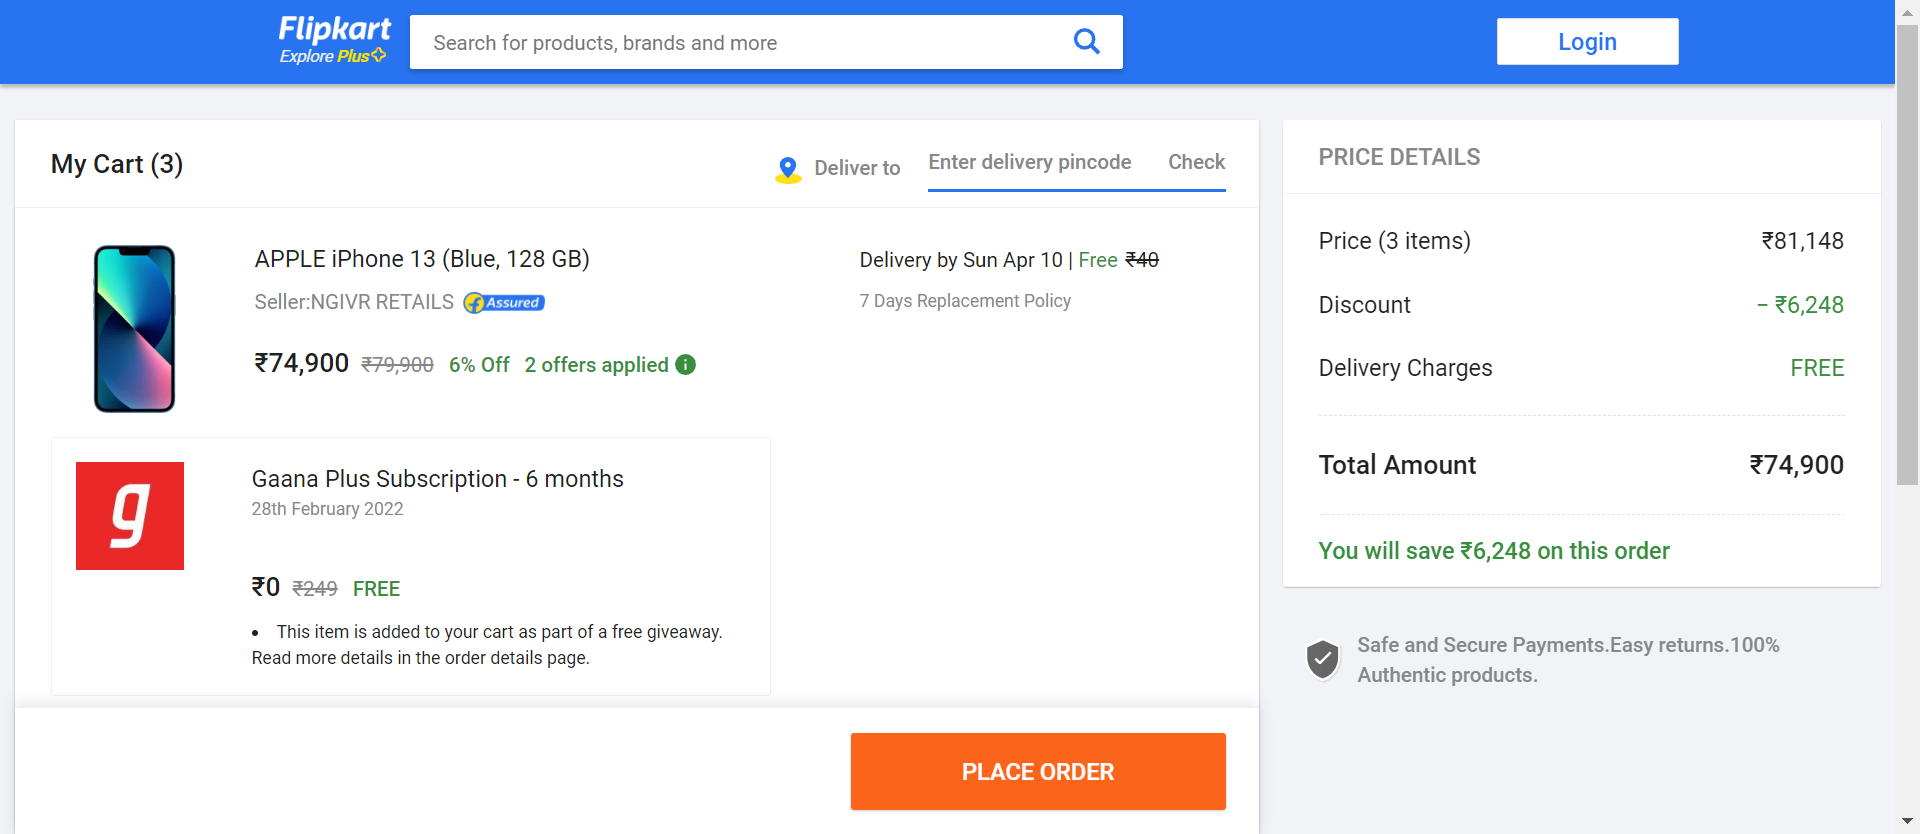 Flipkart
Explore Plus
Search for products, brands and more
Login
My Cart (3)
Deliver to
Enter delivery pincode
Check
APPLE iPhone 13 (Blue, 128 GB)
Seller:NGIVR RETAILS
f Assured
₹74,900 ₹79,900 6% Off 2 offers applied i
Delivery by Sun Apr 10 | Free ₹40
7 Days Replacement Policy
g
Gaana Plus Subscription - 6 months
28th February 2022
₹0 ₹249 FREE
• This item is added to your cart as part of a free giveaway.
Read more details in the order details page.
PLACE ORDER
PRICE DETAILS
Price (3 items) ₹81,148
Discount − ₹6,248
Delivery Charges FREE
Total Amount ₹74,900
You will save ₹6,248 on this order
Safe and Secure Payments.Easy returns.100%
Authentic products.